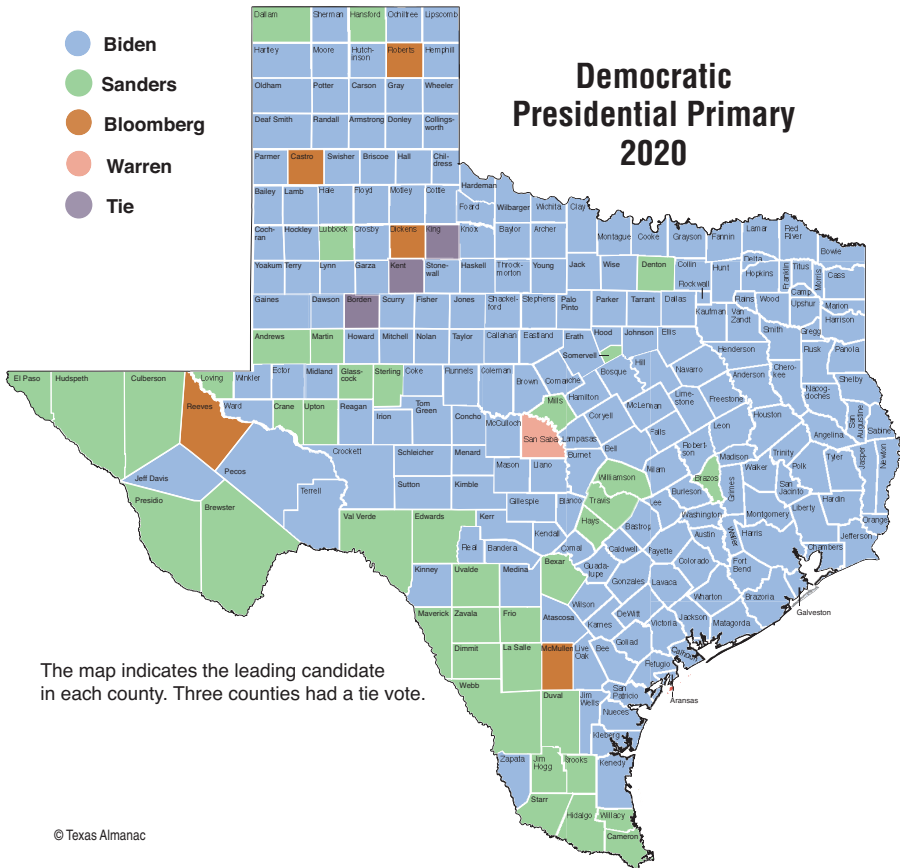 Biden
Sanders
Bloomberg
Warren
Tie
Democratic
Presidential Primary
2020
Dallam Sherman Hansford Ochiltree Lipscomb
Hartley Moore Hutch-
inson Roberts Hemphill
Oldham Potter Carson Gray Wheeler
Deaf Smith Randall Armstrong Donley Collings-
worth
Parmer Castro Swisher Briscoe Hall Chil-
dress
Bailey Lamb Hale Floyd Motley Cottle Hardeman
Foard Wilbarger Wichita Clay
Coch-
ran Hockley Lubbock Crosby Dickens King Knox Baylor Archer Montague Cooke Grayson Fannin Lamar Red
River Bowie
Yoakum Terry Lynn Garza Kent Stone-
wall Haskell Throck-
morton Young Jack Wise Denton Collin Rockwall Hunt Delta Hopkins Franklin Titus Morris Cass
Camp
Gaines Dawson Borden Scurry Fisher Jones Shackel-
ford Stephens Palo
Pinto Parker Tarrant Dallas Kaufman Rains Van
Zandt Wood Upshur Marion
Harrison
Andrews Martin Howard Mitchell Nolan Taylor Callahan Eastland Erath Hood Johnson Ellis Henderson Smith Gregg Rusk Panola
Somervell
El Paso Hudspeth Culberson Loving Winkler Ector Midland Glass-
cock Sterling Coke Runnels Coleman Brown Comanche Bosque Hill Navarro Anderson Chero-
kee Nacog-
doches Shelby
Reeves Ward Crane Upton Reagan Irion Tom
Green Concho McCulloch Mills Hamilton McLennan Lime-
stone Freestone Houston San
Augustine Sabine
San Saba Lampasas Coryell Bell Falls Robert-
son Leon Madison Trinity Angelina Jasper Newton
Jeff Davis Pecos Crockett Schleicher Menard Mason Llano Burnet Williamson Milam Brazos Grimes Walker San
Jacinto Polk Tyler Hardin
Presidio Brewster Terrell Sutton Kimble Gillespie Blanco Travis Hays Bastrop Lee Burleson Washington Montgomery Liberty Orange
Jefferson
Val Verde Edwards Kerr Real Bandera Kendall Comal Caldwell Fayette Austin Waller Harris Chambers
Kinney Uvalde Medina Bexar Guada-
lupe Gonzales Lavaca Colorado Fort
Bend Brazoria Galveston
Maverick Zavala Frio Atascosa Wilson Karnes DeWitt Victoria Jackson Wharton Matagorda
Dimmit La Salle McMullen Live
Oak Bee Goliad Refugio Calhoun
Aransas
Webb Duval Jim
Wells San
Patricio Nueces
Kleberg
Zapata Jim
Hogg Brooks Kenedy
Starr Hidalgo Willacy
Cameron
The map indicates the leading candidate
in each county. Three counties had a tie vote.
© Texas Almanac